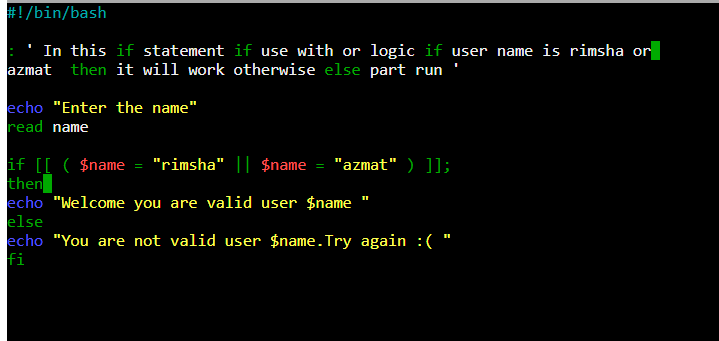 #!/bin/bash
: ' In this if statement if use with or logic if user name is rimsha or
azmat  then it will work otherwise else part run '
echo "Enter the name"
read name
if [[ ( $name = "rimsha" || $name = "azmat" ) ]];
then
echo "Welcome you are valid user $name "
else
echo "You are not valid user $name.Try again :( "
fi